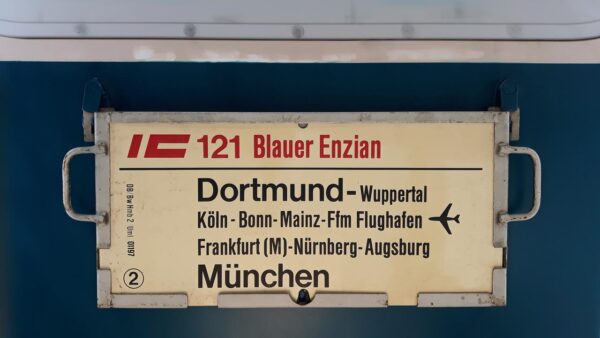 IC 121 Blauer Enzian
Dortmund - Wuppertal
Köln - Bonn - Mainz - Ffm Flughafen
Frankfurt (M) - Nürnberg - Augsburg
München
2